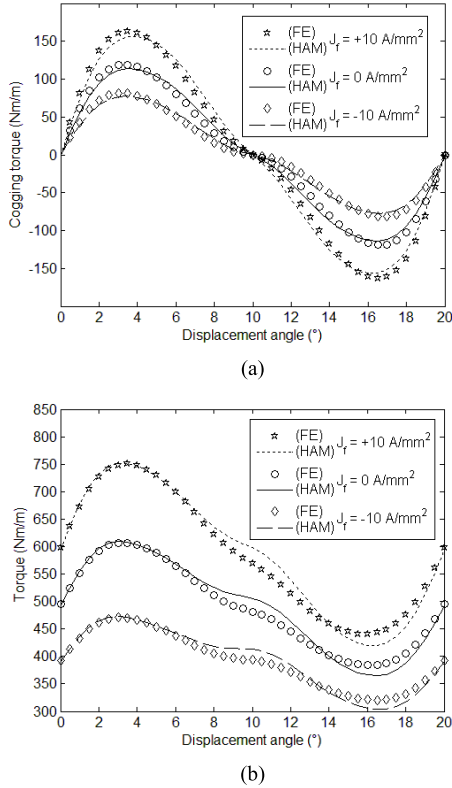 150
100
50
0
-50
-100
-150
Cogging torque (Nm/m)
(FE)
(HAM) J_f = +10 A/mm²
(FE)
(HAM) J_f = 0 A/mm²
(FE)
(HAM) J_f = -10 A/mm²
0 2 4 6 8 10 12 14 16 18 20
Displacement angle (°)
(a)
850
800
750
700
650
600
550
500
450
400
350
300
Torque (Nm/m)
(FE)
(HAM) J_f = +10 A/mm²
(FE)
(HAM) J_f = 0 A/mm²
(FE)
(HAM) J_f = -10 A/mm²
0 2 4 6 8 10 12 14 16 18 20
Displacement angle (°)
(b)